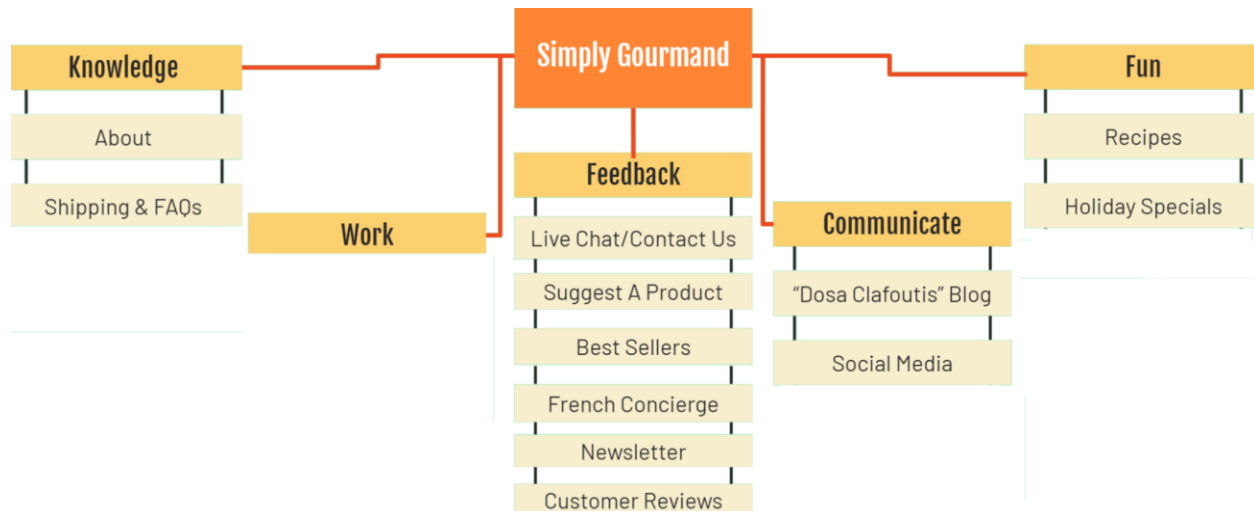 Simply Gourmand
Knowledge
About
Shipping & FAQs
Work
Feedback
Live Chat/Contact Us
Suggest A Product
Best Sellers
French Concierge
Newsletter
Customer Reviews
Communicate
“Dosa Clafoutis” Blog
Social Media
Fun
Recipes
Holiday Specials